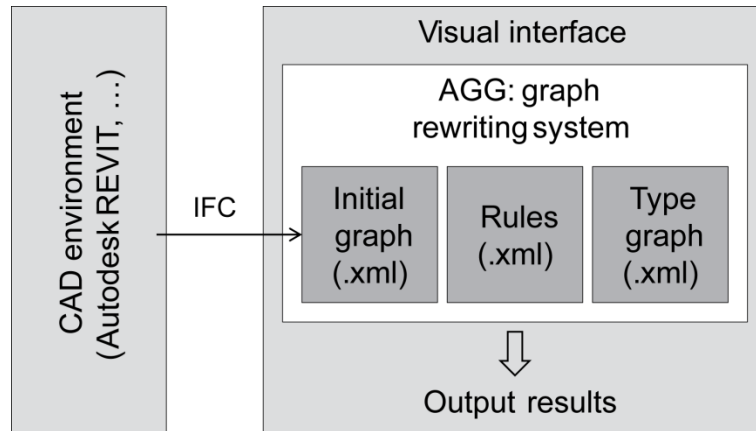 CAD environment
(Autodesk REVIT, ...)
IFC
Visual interface
AGG: graph
rewriting system
Initial
graph
(.xml)
Rules
(.xml)
Type
graph
(.xml)
Output results